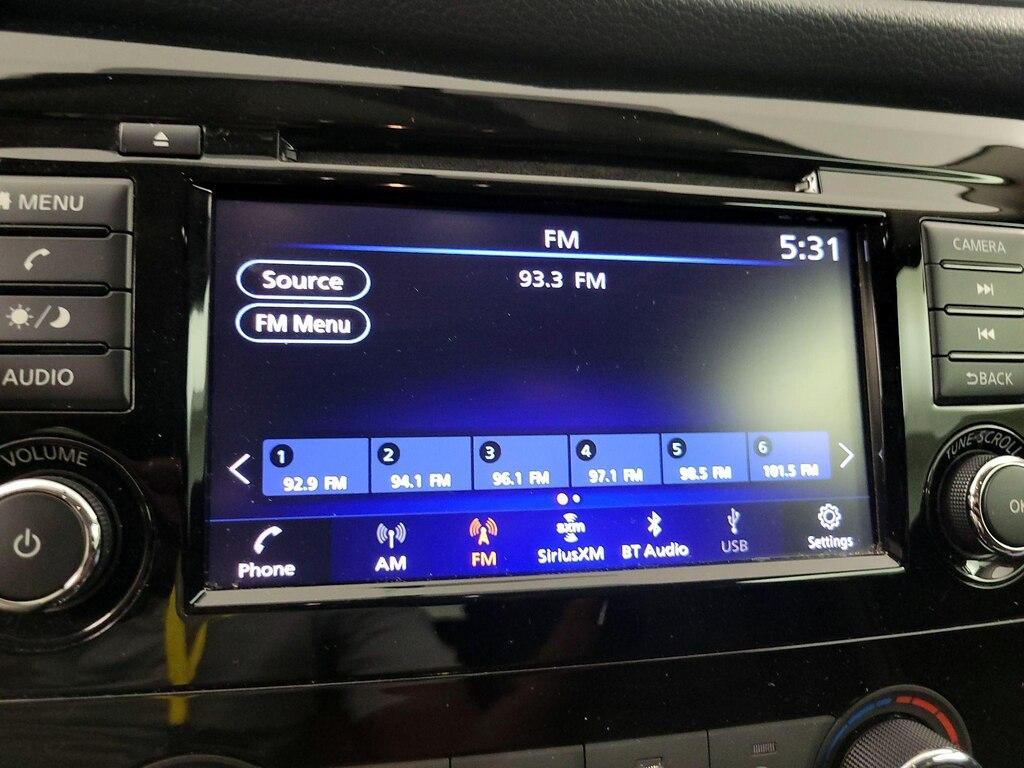 MENU
AUDIO
VOLUME
FM
5:31
Source
93.3 FM
FM Menu
1
2
3
4
5
6
92.9 FM
94.1 FM
96.1 FM
97.1 FM
98.5 FM
101.5 FM
Phone
AM
FM
sxm
SiriusXM
BT Audio
USB
Settings
CAMERA
BACK
TUNE-SCROLL